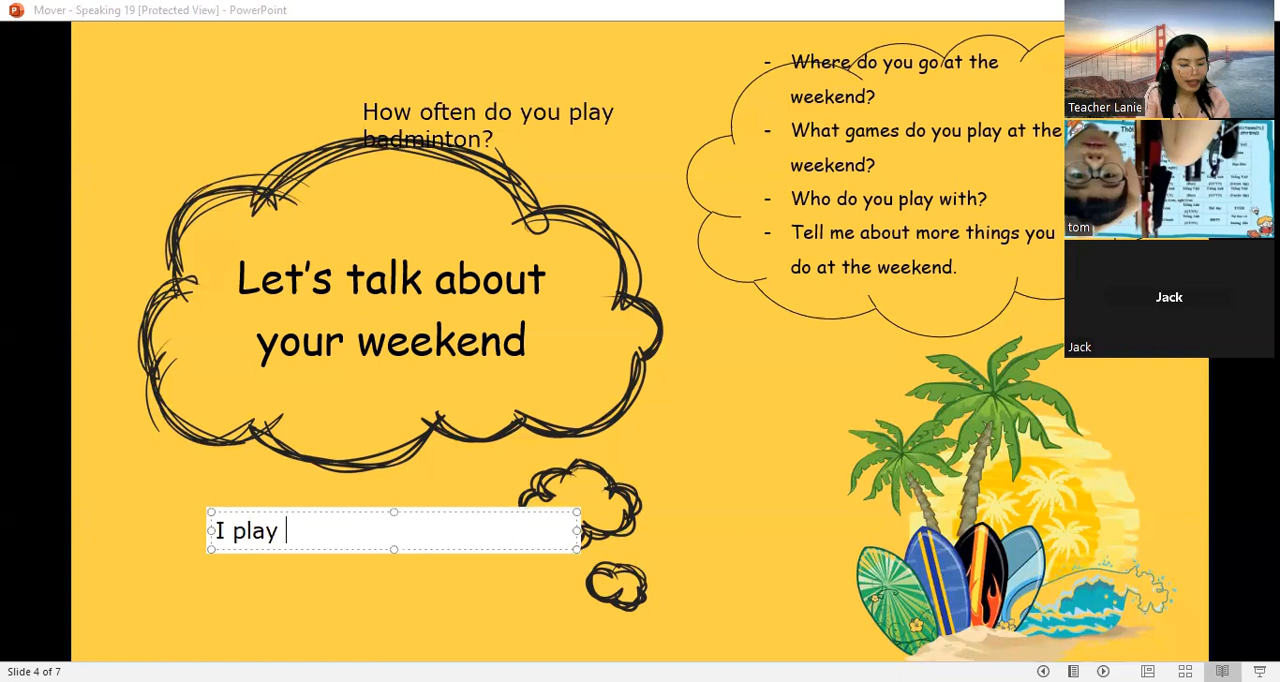 Mover - Speaking 19 [Protected View] - PowerPoint
How often do you play
badminton?
Let's talk about
your weekend
- Where do you go at the
weekend?
- What games do you play at the
weekend?
- Who do you play with?
- Tell me about more things you
do at the weekend.
I play
Teacher Lanie
tom
Jack
Jack
Slide 4 of 7